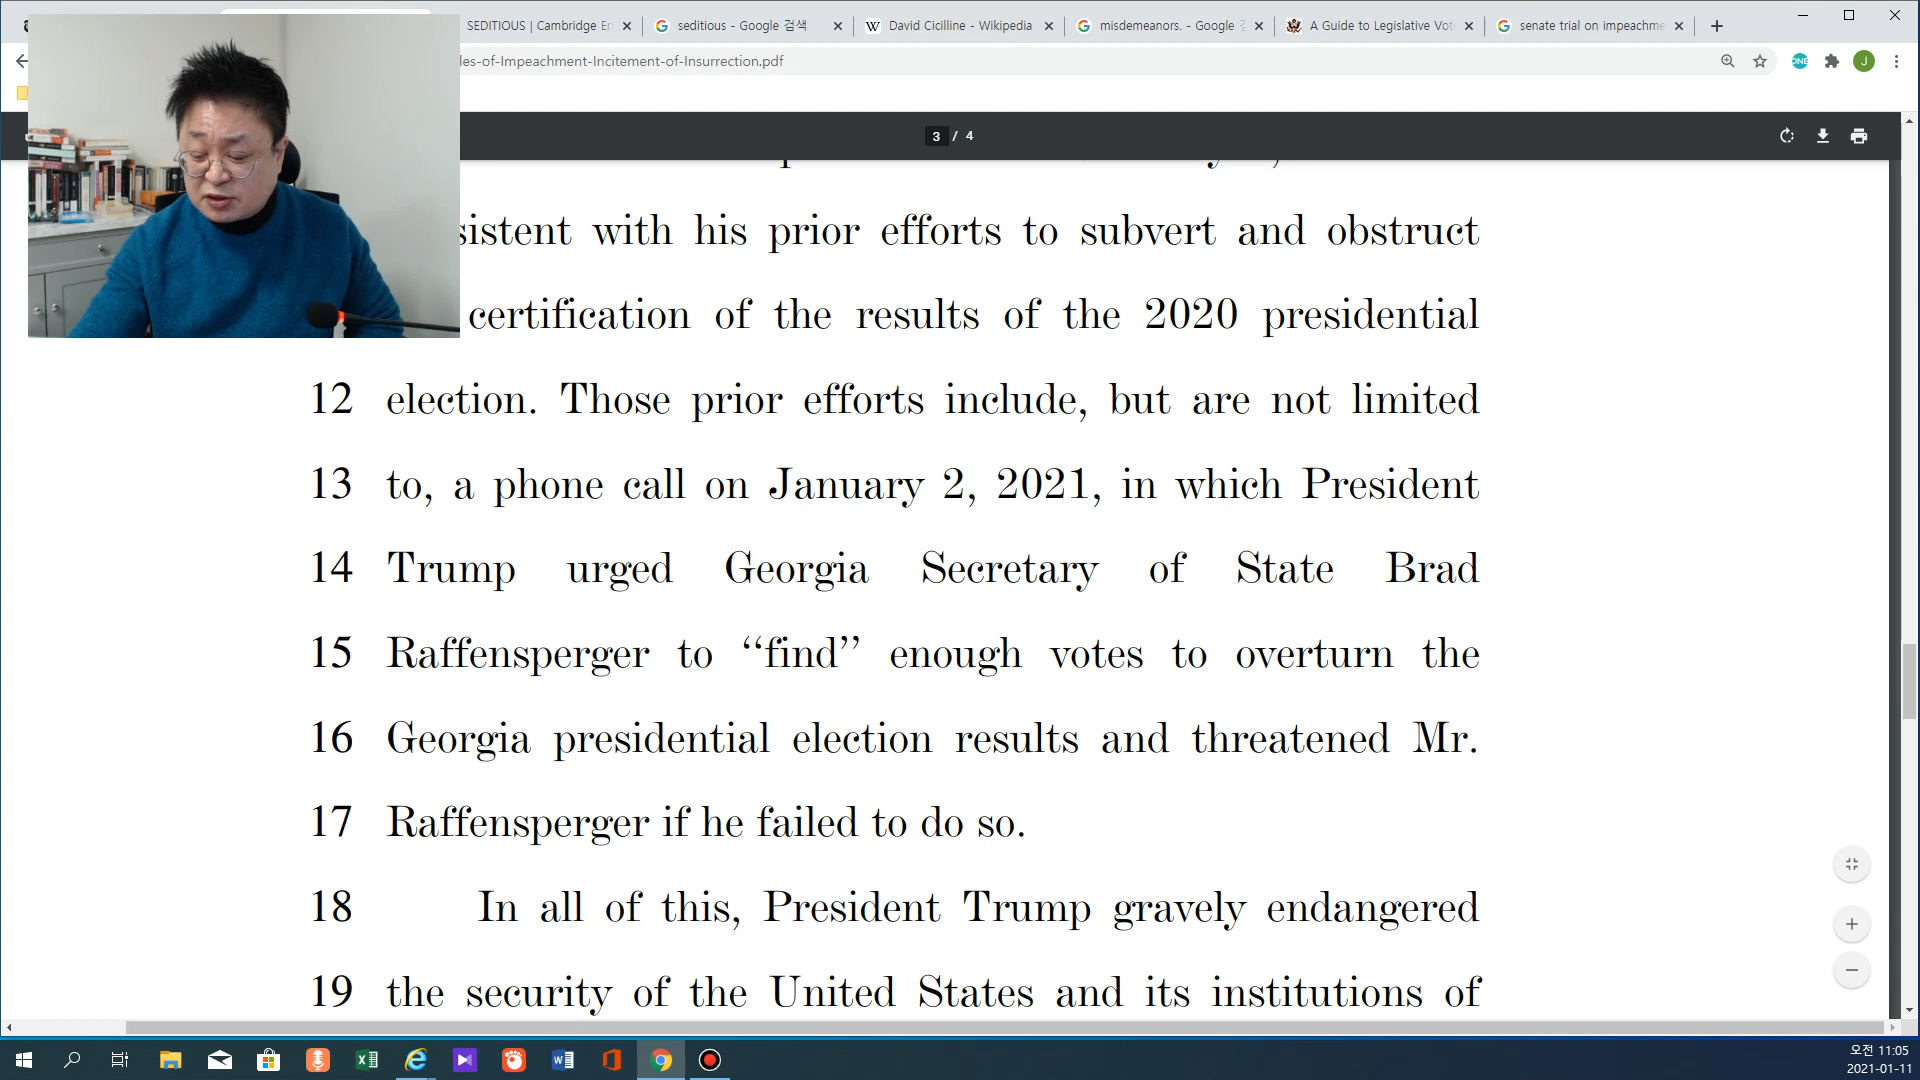 SEDITIOUS | Cambridge En
seditious - Google 검색
David Cicilline - Wikipedia
misdemeanors. - Google
A Guide to Legislative Vot
senate trial on impeachme
les-of-Impeachment-Incitement-of-Insurrection.pdf
ONE
J
3 / 4
sistent with his prior efforts to subvert and obstruct
certification of the results of the 2020 presidential
12 election. Those prior efforts include, but are not limited
13 to, a phone call on January 2, 2021, in which President
14 Trump urged Georgia Secretary of State Brad
15 Raffensperger to “find” enough votes to overturn the
16 Georgia presidential election results and threatened Mr.
17 Raffensperger if he failed to do so.
18 In all of this, President Trump gravely endangered
19 the security of the United States and its institutions of
오전 11:05
2021-01-11